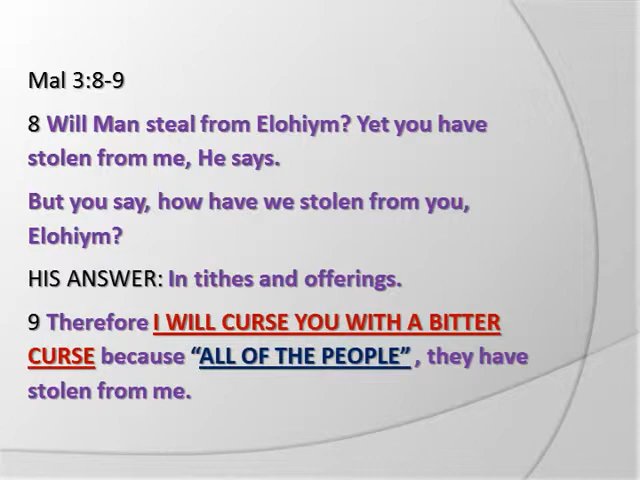 Mal 3:8-9
8 Will Man steal from Elohiym? Yet you have
stolen from me, He says.
But you say, how have we stolen from you,
Elohiym?
HIS ANSWER: In tithes and offerings.
9 Therefore I WILL CURSE YOU WITH A BITTER
CURSE because “ALL OF THE PEOPLE” , they have
stolen from me.